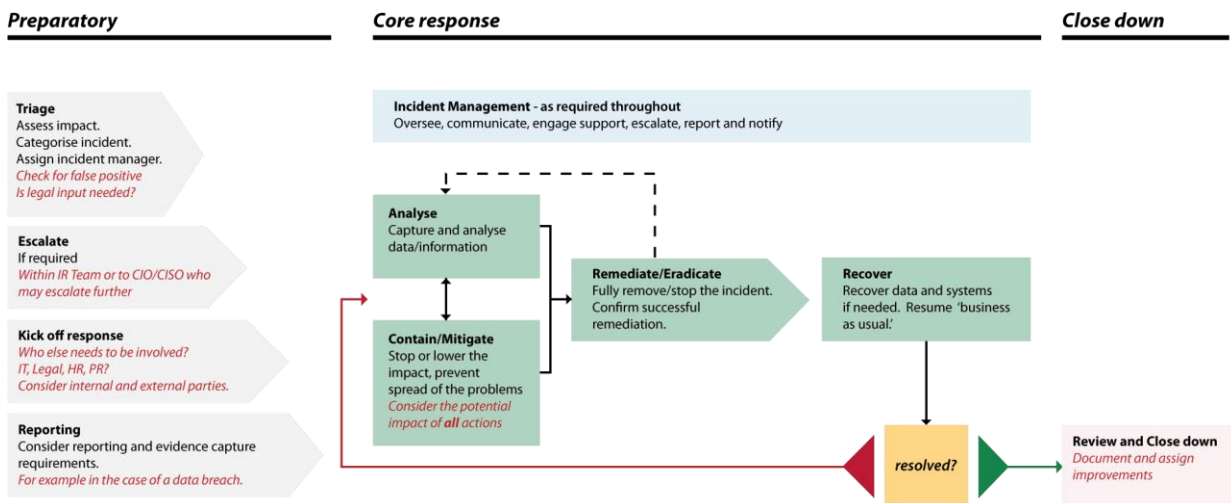 Preparatory
Core response
Close down
Triage
Assess impact.
Categorise incident.
Assign incident manager.
Check for false positive
Is legal input needed?
Escalate
If required
Within IR Team or to CIO/CISO who
may escalate further
Kick off response
Who else needs to be involved?
IT, Legal, HR, PR?
Consider internal and external parties.
Reporting
Consider reporting and evidence capture
requirements.
For example in the case of a data breach.
Incident Management - as required throughout
Oversee, communicate, engage support, escalate, report and notify
Analyse
Capture and analyse
data/information
Contain/Mitigate
Stop or lower the
impact, prevent
spread of the problems
Consider the potential
impact of all actions
Remediate/Eradicate
Fully remove/stop the incident.
Confirm successful
remediation.
Recover
Recover data and systems
if needed. Resume ‘business
as usual.’
resolved?
Review and Close down
Document and assign
improvements